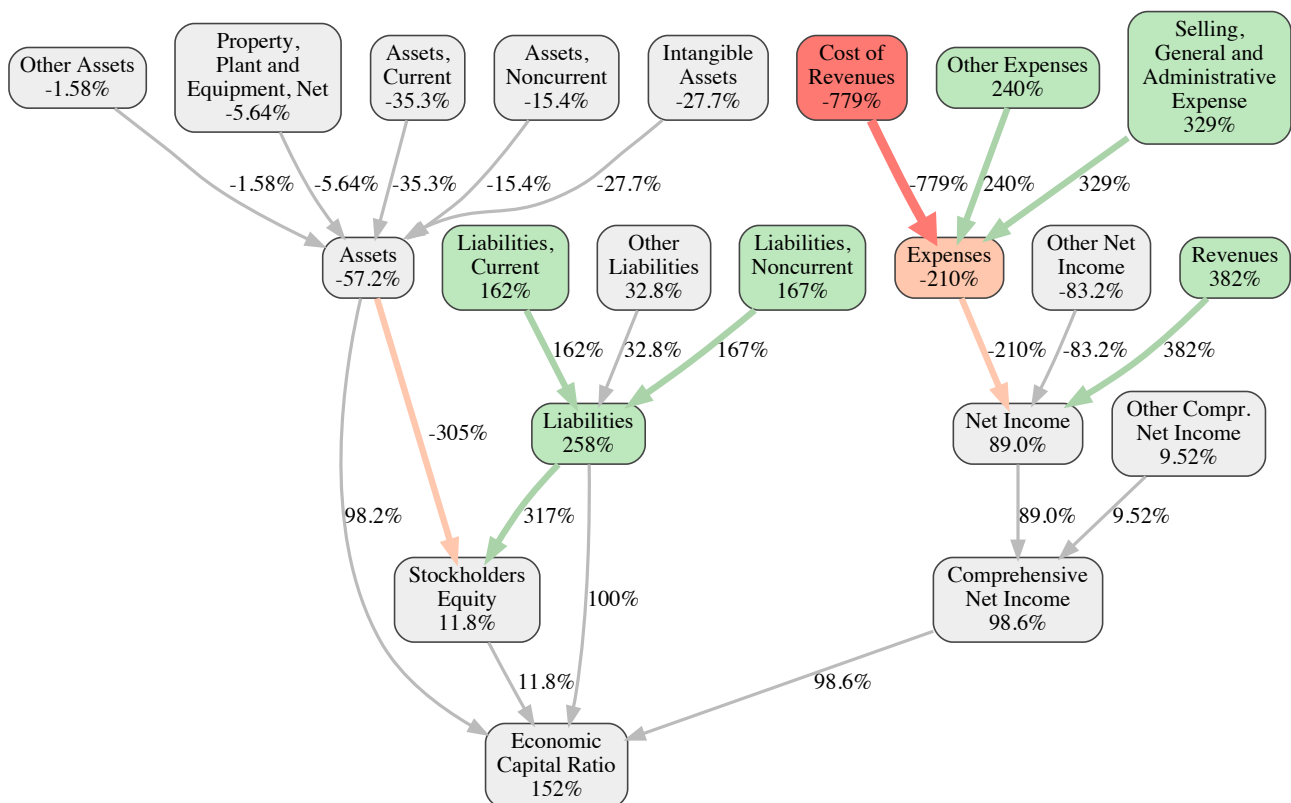 Other Assets
-1.58%
Property,
Plant and
Equipment, Net
-5.64%
Assets,
Current
-35.3%
Assets,
Noncurrent
-15.4%
Intangible
Assets
-27.7%
Cost of
Revenues
-779%
Other Expenses
240%
Selling,
General and
Administrative
Expense
329%
-1.58%
-5.64%
-35.3%
-15.4%
-27.7%
-779%
240%
329%
Assets
-57.2%
Liabilities,
Current
162%
Other
Liabilities
32.8%
Liabilities,
Noncurrent
167%
Expenses
-210%
Other Net
Income
-83.2%
Revenues
382%
162%
32.8%
167%
-210%
-83.2%
382%
-305%
Liabilities
258%
Net Income
89.0%
Other Compr.
Net Income
9.52%
98.2%
317%
89.0%
9.52%
Stockholders
Equity
11.8%
100%
Comprehensive
Net Income
98.6%
11.8%
98.6%
Economic
Capital Ratio
152%